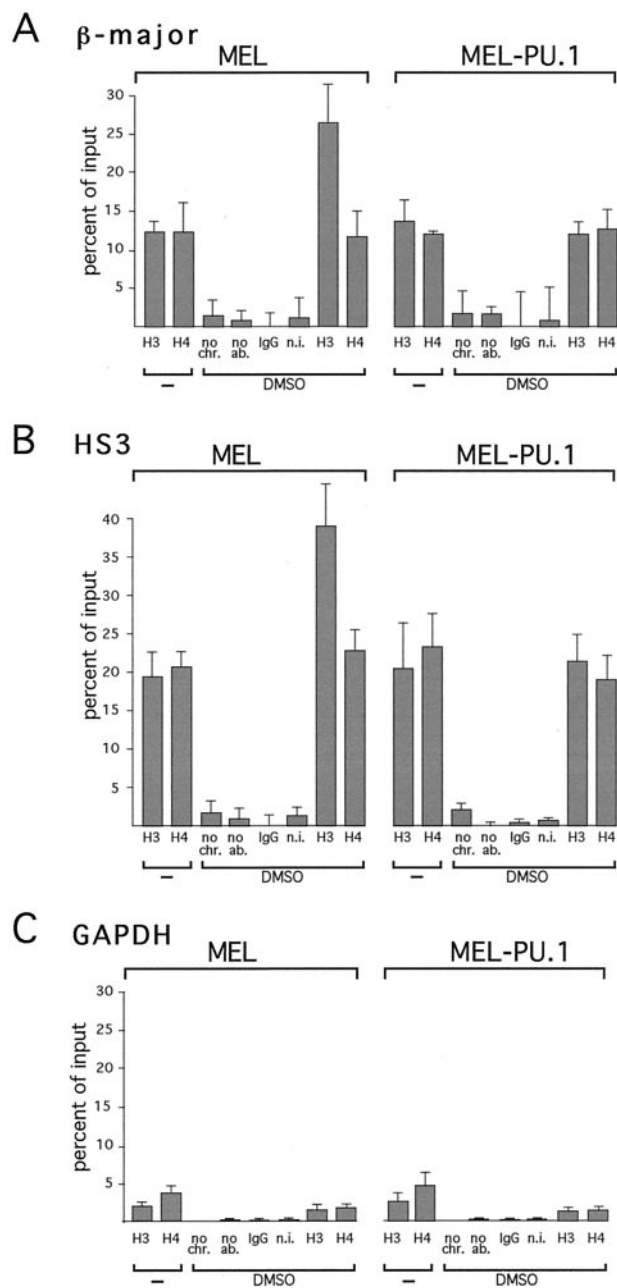 A β-major
MEL MEL-PU.1
percent of input
30
25
20
15
10
5
H3 H4 no chr. no ab. IgG n.i. H3 H4 H3 H4 no chr. no ab. IgG n.i. H3 H4
– DMSO – DMSO
B HS3
MEL MEL-PU.1
percent of input
40
35
30
25
20
15
10
5
H3 H4 no chr. no ab. IgG n.i. H3 H4 H3 H4 no chr. no ab. IgG n.i. H3 H4
– DMSO – DMSO
C GAPDH
MEL MEL-PU.1
percent of input
30
25
20
15
10
5
H3 H4 no chr. no ab. IgG n.i. H3 H4 H3 H4 no chr. no ab. IgG n.i. H3 H4
– DMSO – DMSO